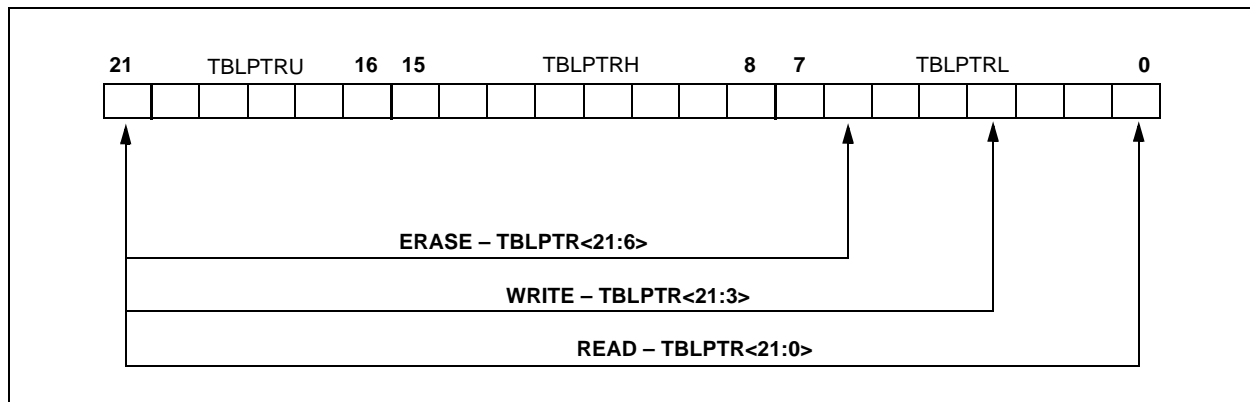 21 TBLPTRU 16 15 TBLPTRH 8 7 TBLPTRL 0
ERASE – TBLPTR<21:6>
WRITE – TBLPTR<21:3>
READ – TBLPTR<21:0>